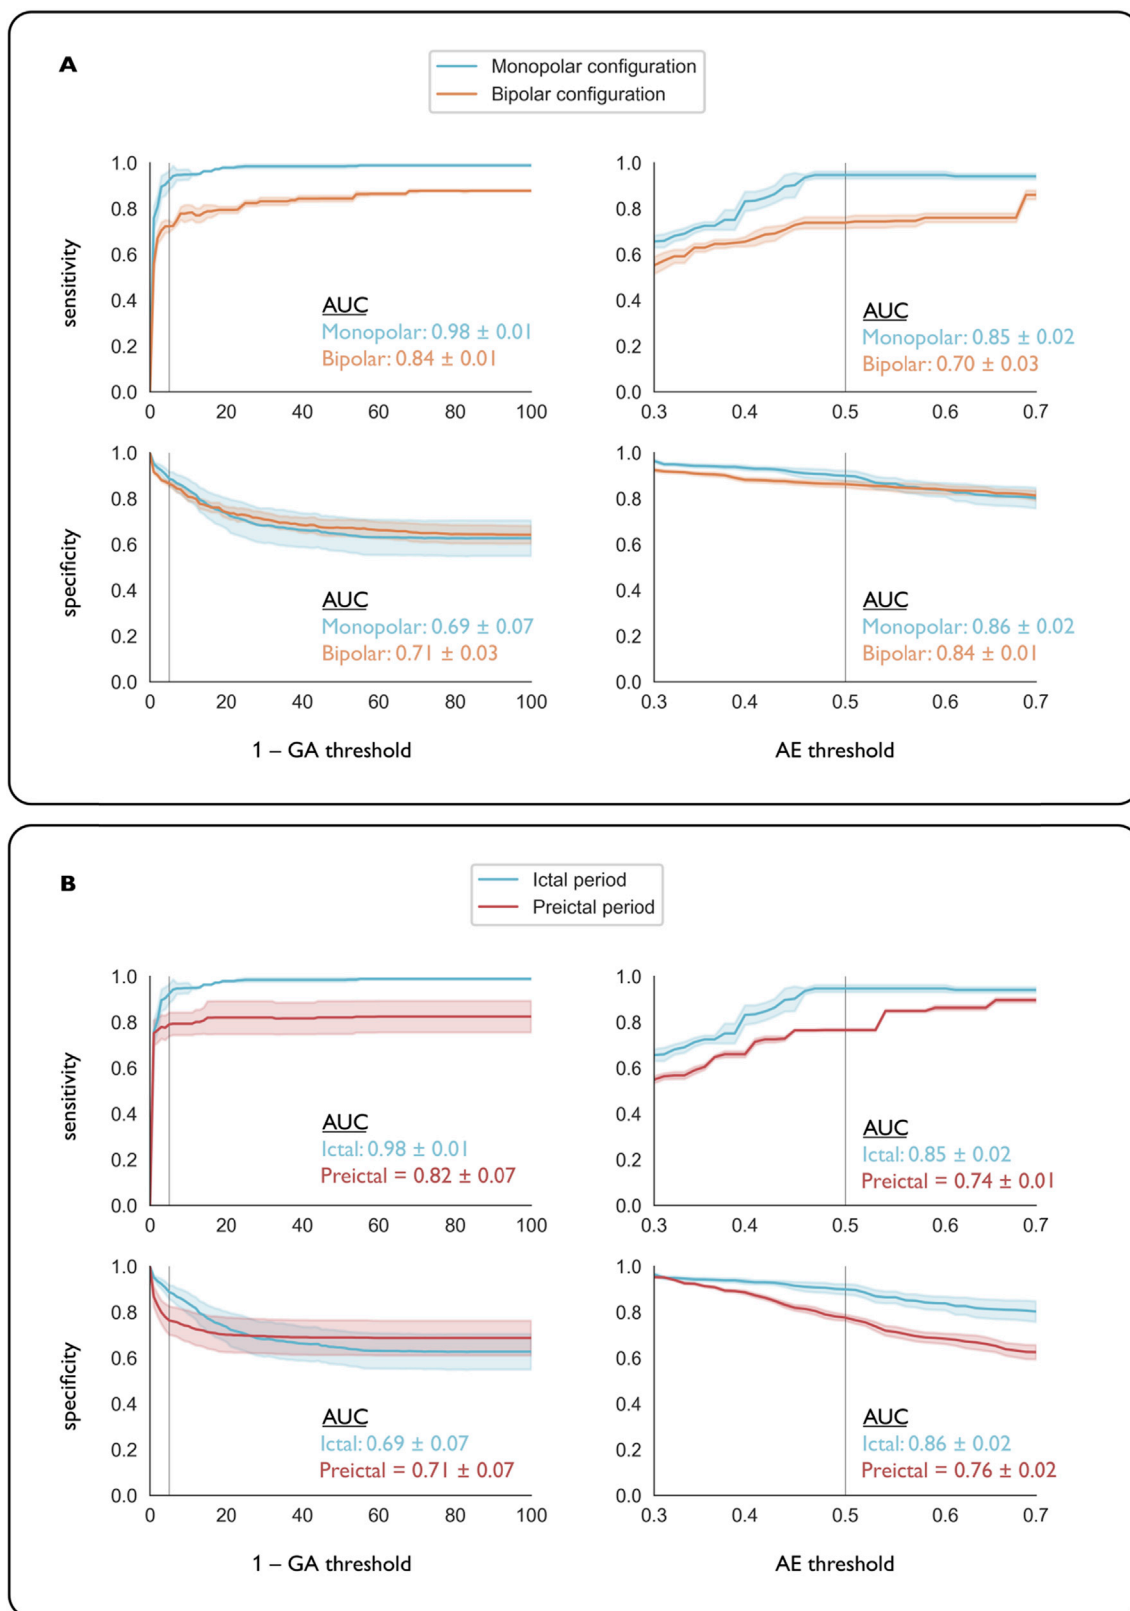 A
Monopolar configuration
Bipolar configuration
sensitivity
1.0
0.8
0.6
0.4
0.2
0.0
0 20 40 60 80 100
AUC
Monopolar: 0.98 ± 0.01
Bipolar: 0.84 ± 0.01
1.0
0.8
0.6
0.4
0.2
0.0
0.3 0.4 0.5 0.6 0.7
AUC
Monopolar: 0.85 ± 0.02
Bipolar: 0.70 ± 0.03
specificity
1.0
0.8
0.6
0.4
0.2
0.0
0 20 40 60 80 100
AUC
Monopolar: 0.69 ± 0.07
Bipolar: 0.71 ± 0.03
1 – GA threshold
1.0
0.8
0.6
0.4
0.2
0.0
0.3 0.4 0.5 0.6 0.7
AUC
Monopolar: 0.86 ± 0.02
Bipolar: 0.84 ± 0.01
AE threshold
B
Ictal period
Preictal period
sensitivity
1.0
0.8
0.6
0.4
0.2
0.0
0 20 40 60 80 100
AUC
Ictal: 0.98 ± 0.01
Preictal = 0.82 ± 0.07
1.0
0.8
0.6
0.4
0.2
0.0
0.3 0.4 0.5 0.6 0.7
AUC
Ictal: 0.85 ± 0.02
Preictal = 0.74 ± 0.01
specificity
1.0
0.8
0.6
0.4
0.2
0.0
0 20 40 60 80 100
AUC
Ictal: 0.69 ± 0.07
Preictal = 0.71 ± 0.07
1 – GA threshold
1.0
0.8
0.6
0.4
0.2
0.0
0.3 0.4 0.5 0.6 0.7
AUC
Ictal: 0.86 ± 0.02
Preictal = 0.76 ± 0.02
AE threshold